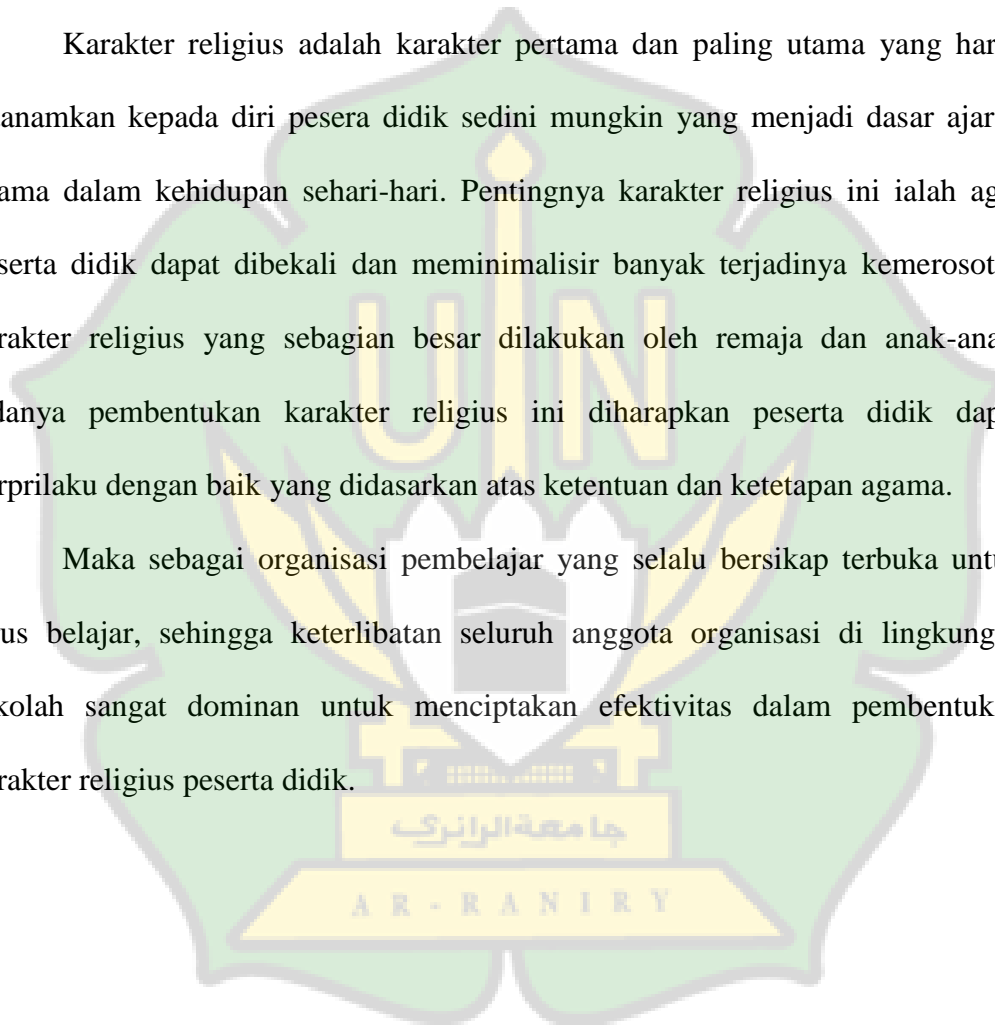 Karakter religius adalah karakter pertama dan paling utama yang har
anamkan kepada diri pesera didik sedini mungkin yang menjadi dasar ajar
ama dalam kehidupan sehari-hari. Pentingnya karakter religius ini ialah ag
serta didik dapat dibekali dan meminimalisir banyak terjadinya kemerosot
rakter religius yang sebagian besar dilakukan oleh remaja dan anak-ana
danya pembentukan karakter religius ini diharapkan peserta didik dap
rprilaku dengan baik yang didasarkan atas ketentuan dan ketetapan agama.
Maka sebagai organisasi pembelajar yang selalu bersikap terbuka untu
us belajar, sehingga keterlibatan seluruh anggota organisasi di lingkung
kolah sangat dominan untuk menciptakan efektivitas dalam pembentuk
rakter religius peserta didik.
UIN
جامعة الرانري
AR-RANIRY